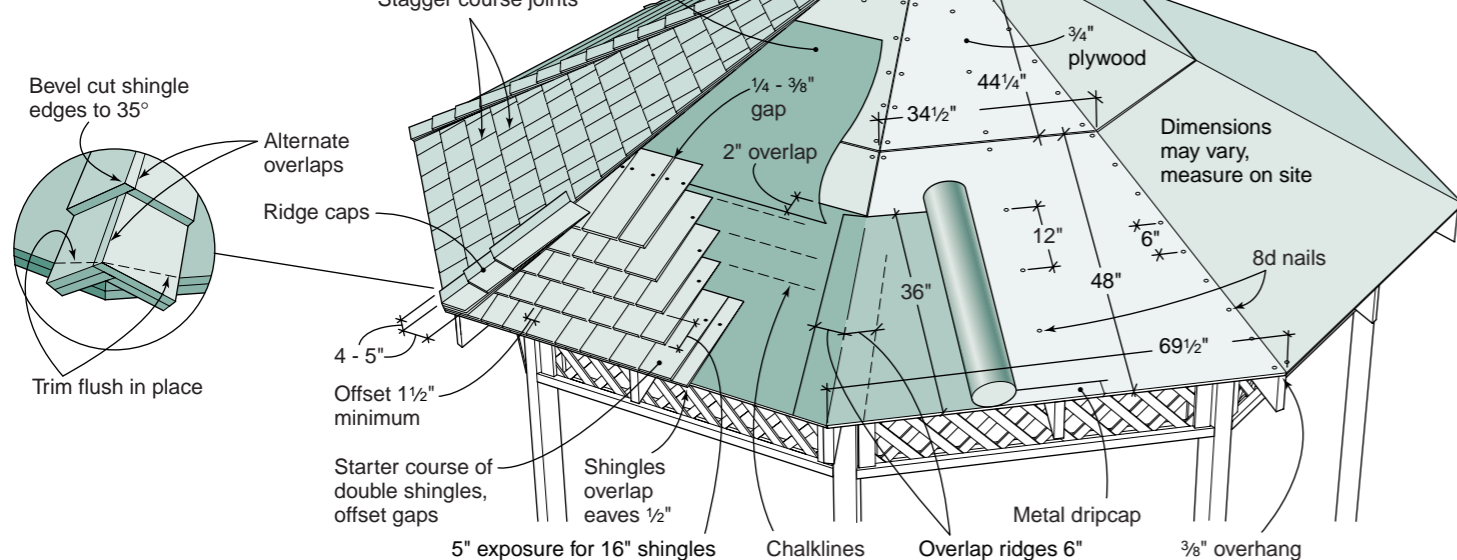 Stagger course joints
¾"
plywood
Bevel cut shingle
edges to 35°
¼ - ⅜"
gap
44¼"
34½"
Dimensions
may vary,
measure on site
Alternate
overlaps
2" overlap
Ridge caps
12"
6"
8d nails
36"
48"
4 - 5"
69½"
Trim flush in place
Offset 1½"
minimum
Starter course of
double shingles,
offset gaps
Shingles
overlap
eaves ½"
Metal dripcap
5" exposure for 16" shingles
Chalklines
Overlap ridges 6"
⅜" overhang